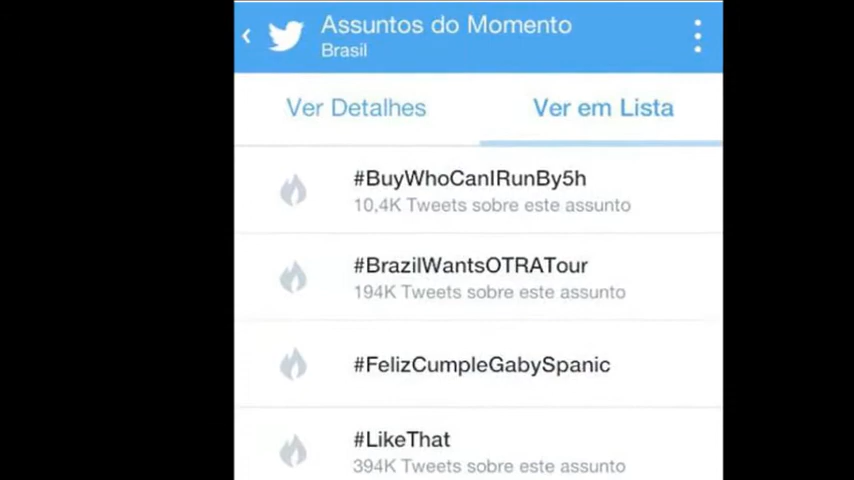 Assuntos do Momento
Brasil
Ver Detalhes
Ver em Lista
#BuyWhoCanIRunBy5h
10,4K Tweets sobre este assunto
#BrazilWantsOTRATour
194K Tweets sobre este assunto
#FelizCumpleGabySpanic
#LikeThat
394K Tweets sobre este assunto